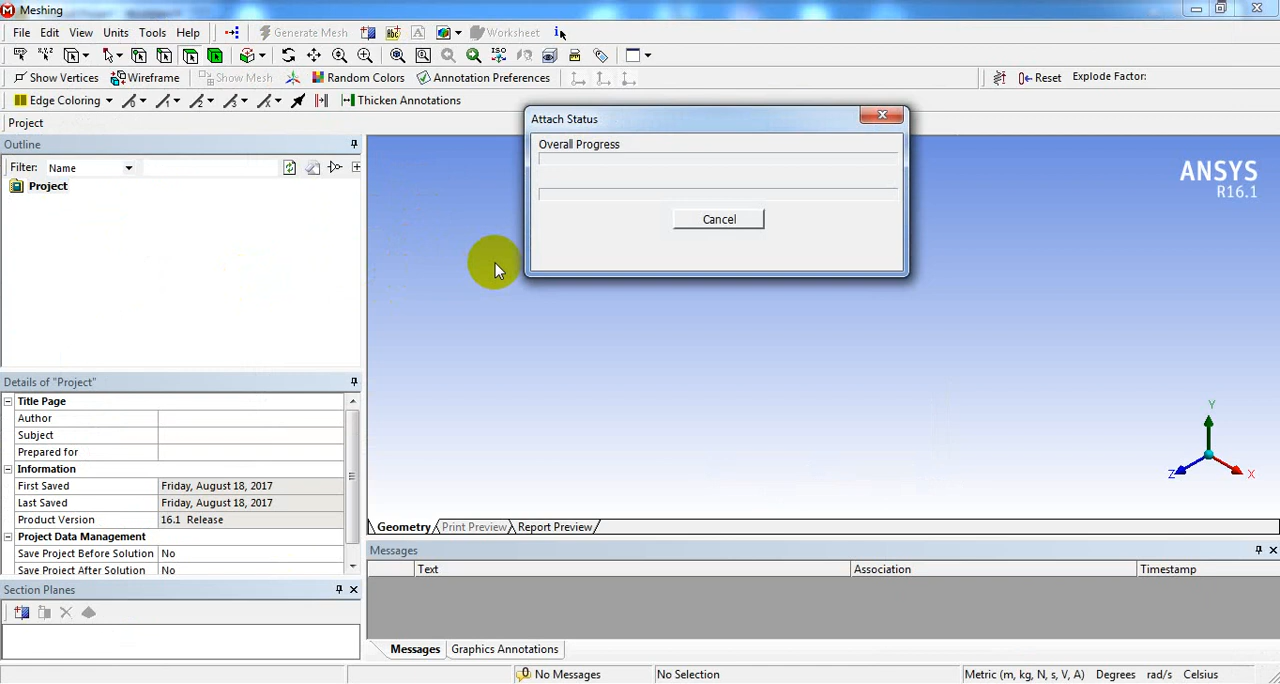 Meshing
File Edit View Units Tools Help Generate Mesh Worksheet
Show Vertices Wireframe Show Mesh Random Colors Annotation Preferences Reset Explode Factor:
Edge Coloring Thicken Annotations
Project
Outline
Filter: Name
Project
Attach Status
Overall Progress
Cancel
ANSYS
R16.1
Y
Z
X
Details of "Project"
Title Page
Author
Subject
Prepared for
Information
First Saved Friday, August 18, 2017
Last Saved Friday, August 18, 2017
Product Version 16.1 Release
Project Data Management
Save Project Before Solution No
Save Project After Solution No
Section Planes
Geometry Print Preview Report Preview
Messages
Text Association Timestamp
Messages Graphics Annotations
No Messages No Selection Metric (m, kg, N, s, V, A) Degrees rad/s Celsius